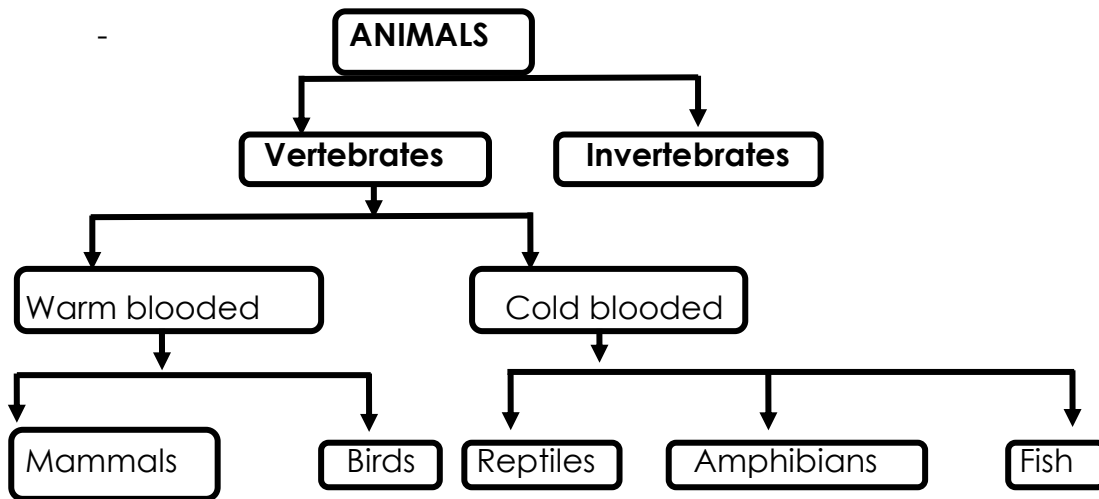 -
ANIMALS
Vertebrates Invertebrates
Warm blooded Cold blooded
Mammals Birds Reptiles Amphibians Fish